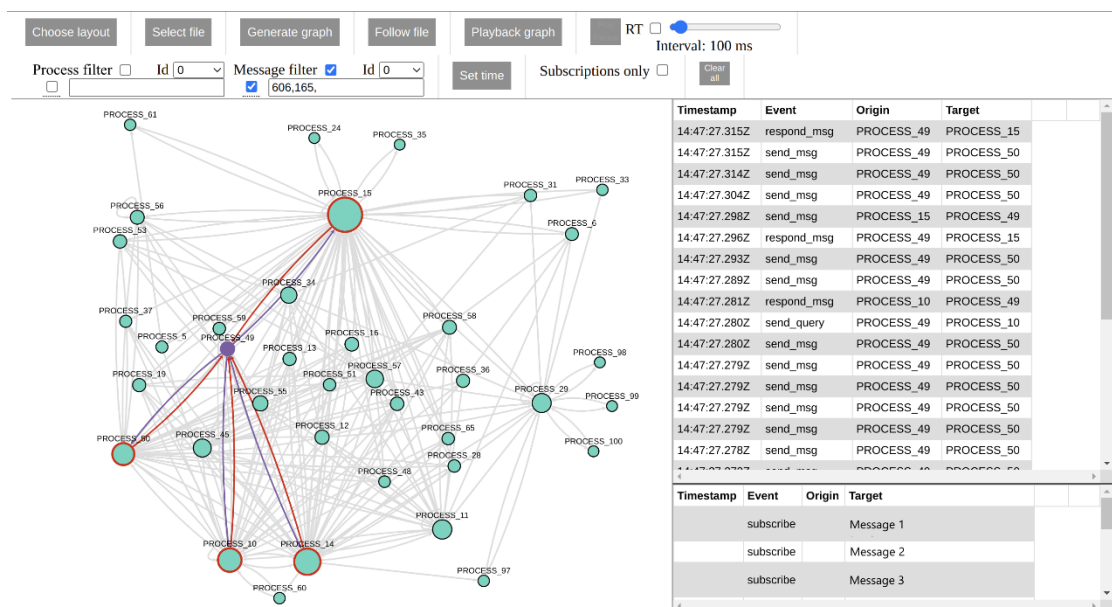 Choose layout Select file Generate graph Follow file Playback graph RT
Interval: 100 ms
Process filter Id 0 Message filter Id 0 Set time Subscriptions only Clear all
606,165,
PROCESS_61
PROCESS_24
PROCESS_35
PROCESS_31
PROCESS_33
PROCESS_15
PROCESS_56
PROCESS_53
PROCESS_6
PROCESS_34
PROCESS_37
PROCESS_59
PROCESS_58
PROCESS_5
PROCESS_49
PROCESS_16
PROCESS_13
PROCESS_98
PROCESS_19
PROCESS_51
PROCESS_57
PROCESS_36
PROCESS_29
PROCESS_55
PROCESS_43
PROCESS_99
PROCESS_45
PROCESS_12
PROCESS_65
PROCESS_100
PROCESS_28
PROCESS_48
PROCESS_11
PROCESS_10
PROCESS_14
PROCESS_97
PROCESS_60
Timestamp Event Origin Target
14:47:27.315Z respond_msg PROCESS_49 PROCESS_15
14:47:27.315Z send_msg PROCESS_49 PROCESS_50
14:47:27.314Z send_msg PROCESS_49 PROCESS_50
14:47:27.304Z send_msg PROCESS_49 PROCESS_50
14:47:27.298Z send_msg PROCESS_15 PROCESS_49
14:47:27.296Z respond_msg PROCESS_49 PROCESS_15
14:47:27.293Z send_msg PROCESS_49 PROCESS_50
14:47:27.289Z send_msg PROCESS_49 PROCESS_50
14:47:27.281Z respond_msg PROCESS_10 PROCESS_49
14:47:27.280Z send_query PROCESS_49 PROCESS_10
14:47:27.280Z send_msg PROCESS_49 PROCESS_50
14:47:27.279Z send_msg PROCESS_49 PROCESS_50
14:47:27.279Z send_msg PROCESS_49 PROCESS_50
14:47:27.279Z send_msg PROCESS_49 PROCESS_50
14:47:27.279Z send_msg PROCESS_49 PROCESS_50
14:47:27.278Z send_msg PROCESS_49 PROCESS_50
Timestamp Event Origin Target
subscribe Message 1
subscribe Message 2
subscribe Message 3